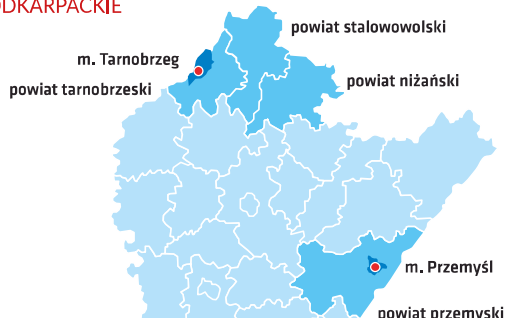 ODKARPACKIE
powiat stalowowolski
m. Tarnobrzeg
powiat niżański
powiat tarnobrzeski
m. Przemyśl
powiat przemyski